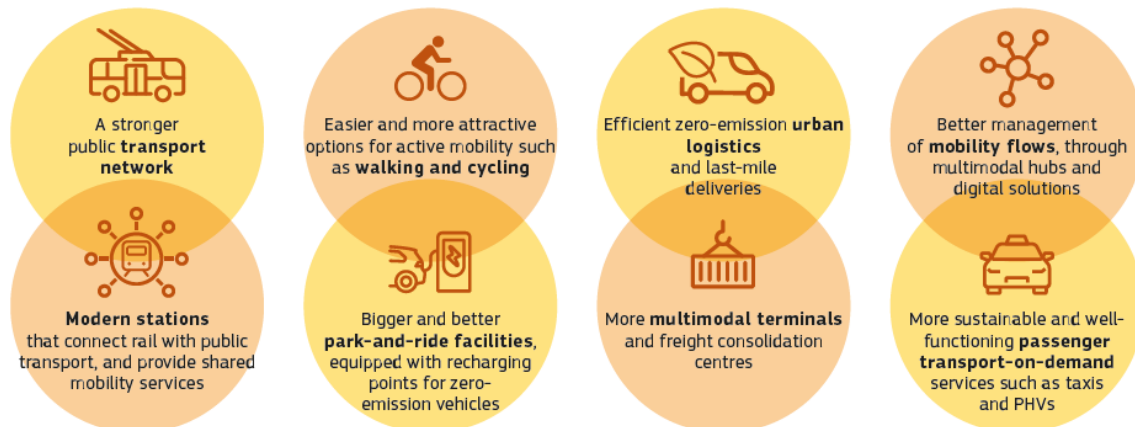 A stronger
public transport
network
Easier and more attractive
options for active mobility such
as walking and cycling
Efficient zero-emission urban
logistics
and last-mile
deliveries
Better management
of mobility flows, through
multimodal hubs and
digital solutions
Modern stations
that connect rail with public
transport, and provide shared
mobility services
Bigger and better
park-and-ride facilities,
equipped with recharging
points for zero-
emission vehicles
More multimodal terminals
and freight consolidation
centres
More sustainable and well-
functioning passenger
transport-on-demand
services such as taxis
and PHVs